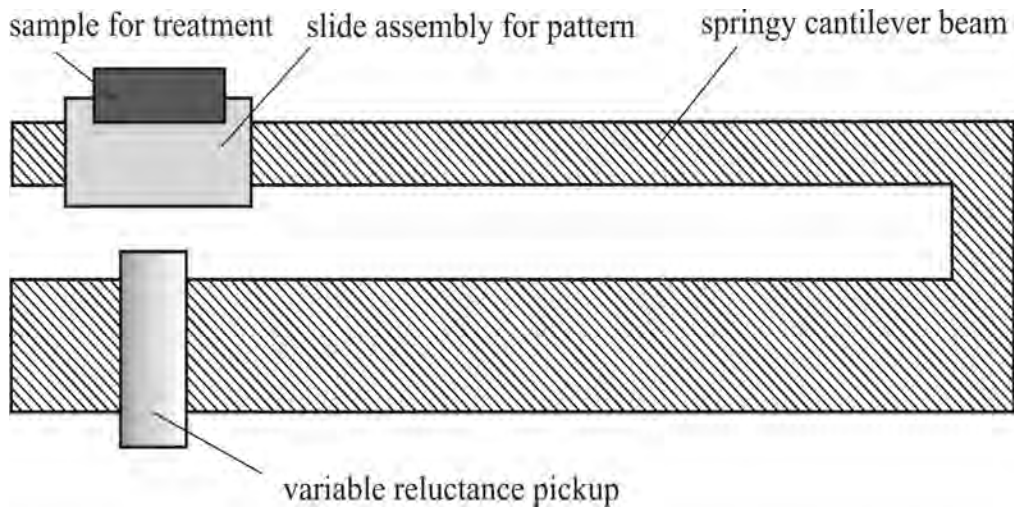 sample for treatment
slide assembly for pattern
springy cantilever beam
variable reluctance pickup